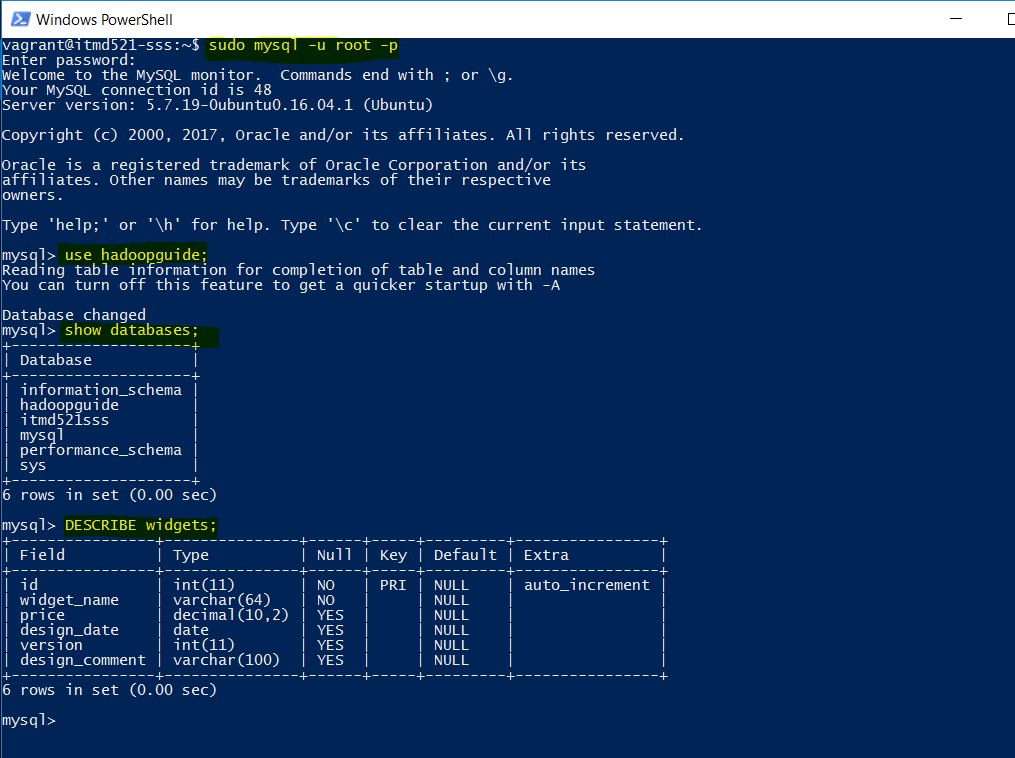 Windows PowerShell
vagrant@itmd521-sss:~$ sudo mysql -u root -p
Enter password:
Welcome to the MySQL monitor.  Commands end with ; or \g.
Your MySQL connection id is 48
Server version: 5.7.19-0ubuntu0.16.04.1 (Ubuntu)
Copyright (c) 2000, 2017, Oracle and/or its affiliates. All rights reserved.
Oracle is a registered trademark of Oracle Corporation and/or its
affiliates. Other names may be trademarks of their respective
owners.
Type 'help;' or '\h' for help. Type '\c' to clear the current input statement.
mysql> use hadoopguide;
Reading table information for completion of table and column names
You can turn off this feature to get a quicker startup with -A
Database changed
mysql> show databases;
+--------------------+
| Database           |
+--------------------+
| information_schema |
| hadoopguide        |
| itmd521sss         |
| mysql              |
| performance_schema |
| sys                |
+--------------------+
6 rows in set (0.00 sec)
mysql> DESCRIBE widgets;
+----------------+---------------+------+-----+---------+----------------+
| Field          | Type          | Null | Key | Default | Extra          |
+----------------+---------------+------+-----+---------+----------------+
| id             | int(11)       | NO   | PRI | NULL    | auto_increment |
| widget_name    | varchar(64)   | NO   |     | NULL    |                |
| price          | decimal(10,2) | YES  |     | NULL    |                |
| design_date    | date          | YES  |     | NULL    |                |
| version        | int(11)       | YES  |     | NULL    |                |
| design_comment | varchar(100)  | YES  |     | NULL    |                |
+----------------+---------------+------+-----+---------+----------------+
6 rows in set (0.00 sec)
mysql>